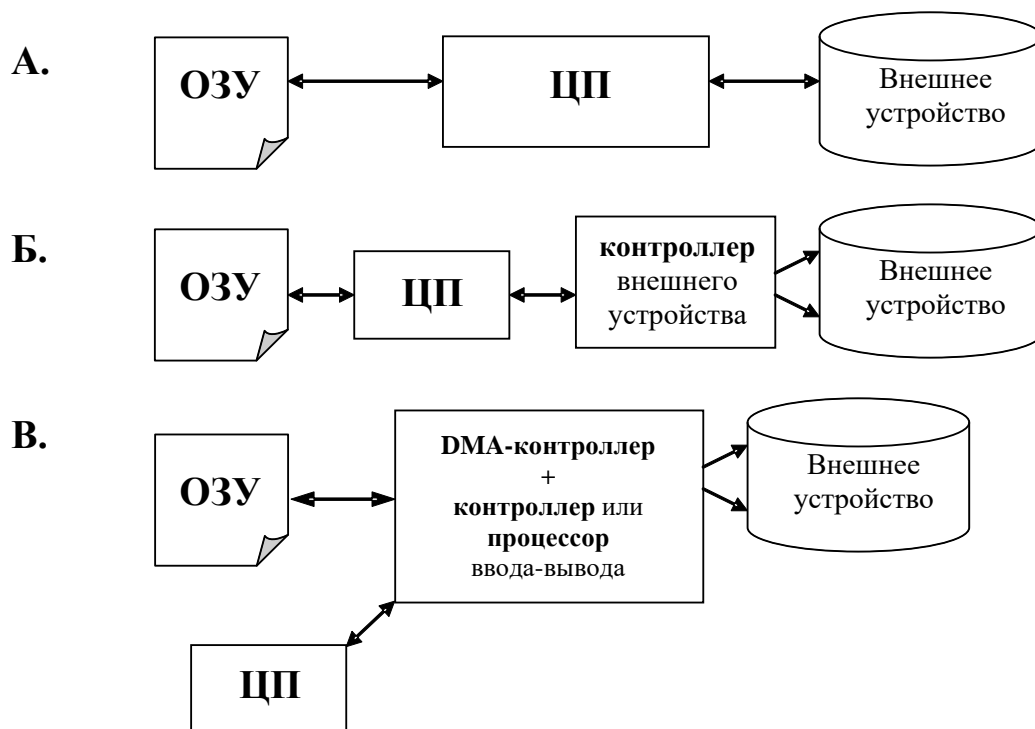 А.
ОЗУ
ЦП
Внешнее
устройство
Б.
ОЗУ
ЦП
контроллер
внешнего
устройства
Внешнее
устройство
В.
ОЗУ
DMA-контроллер
+
контроллер или
процессор
ввода-вывода
Внешнее
устройство
ЦП